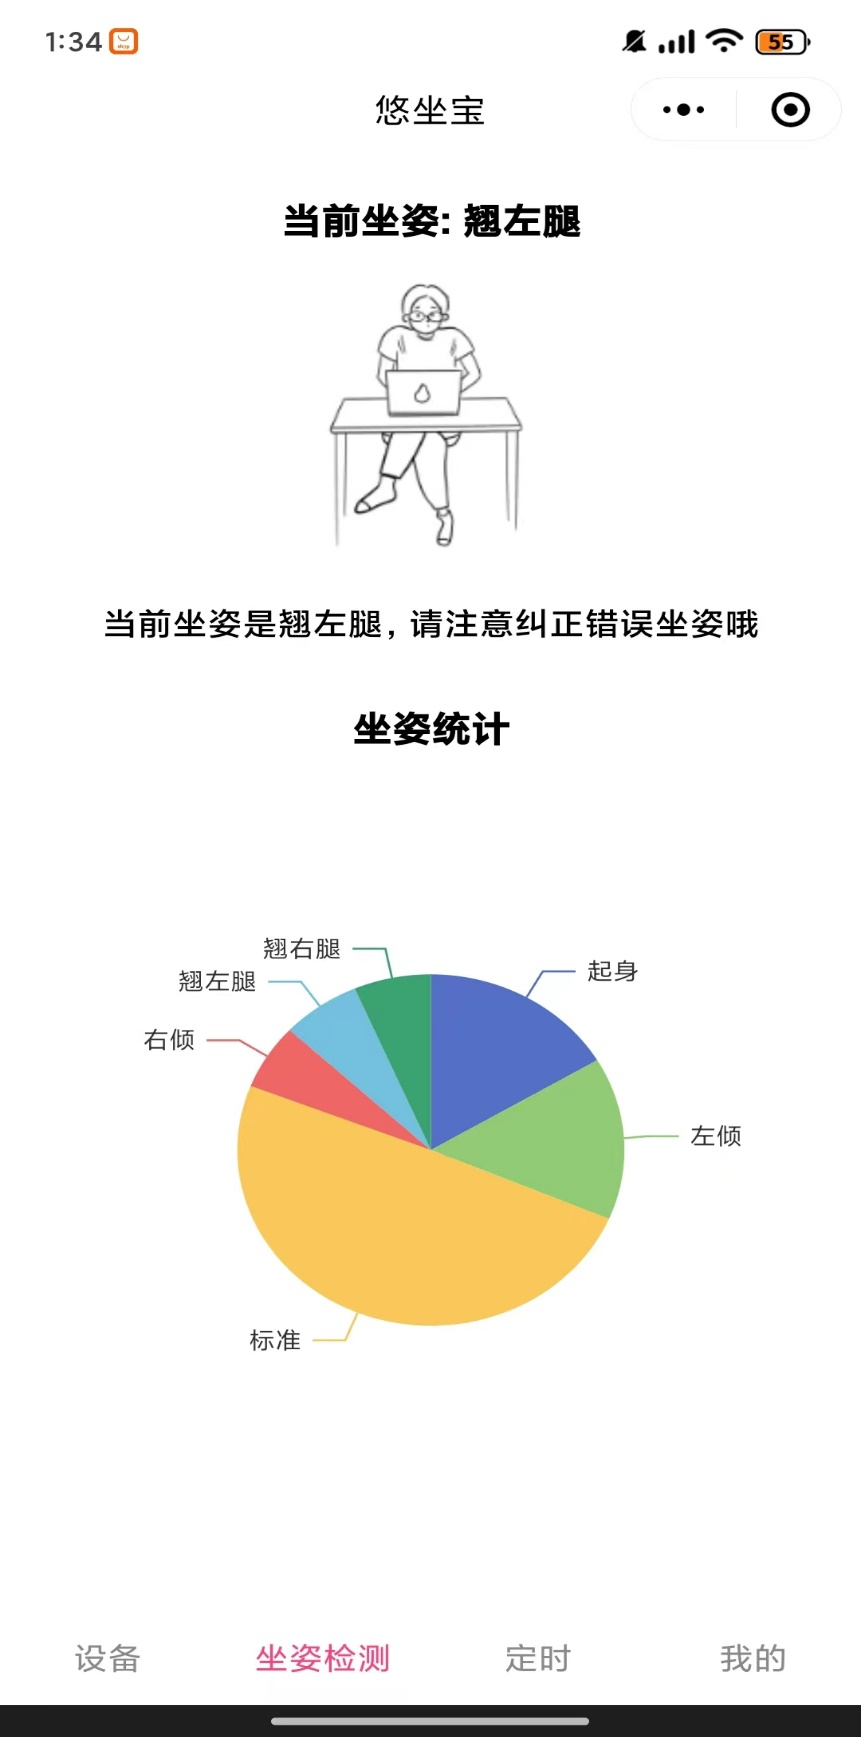 1:34
55
悠坐宝
当前坐姿: 翘左腿
当前坐姿是翘左腿，请注意纠正错误坐姿哦
坐姿统计
翘右腿
起身
翘左腿
右倾
左倾
标准
设备 坐姿检测 定时 我的